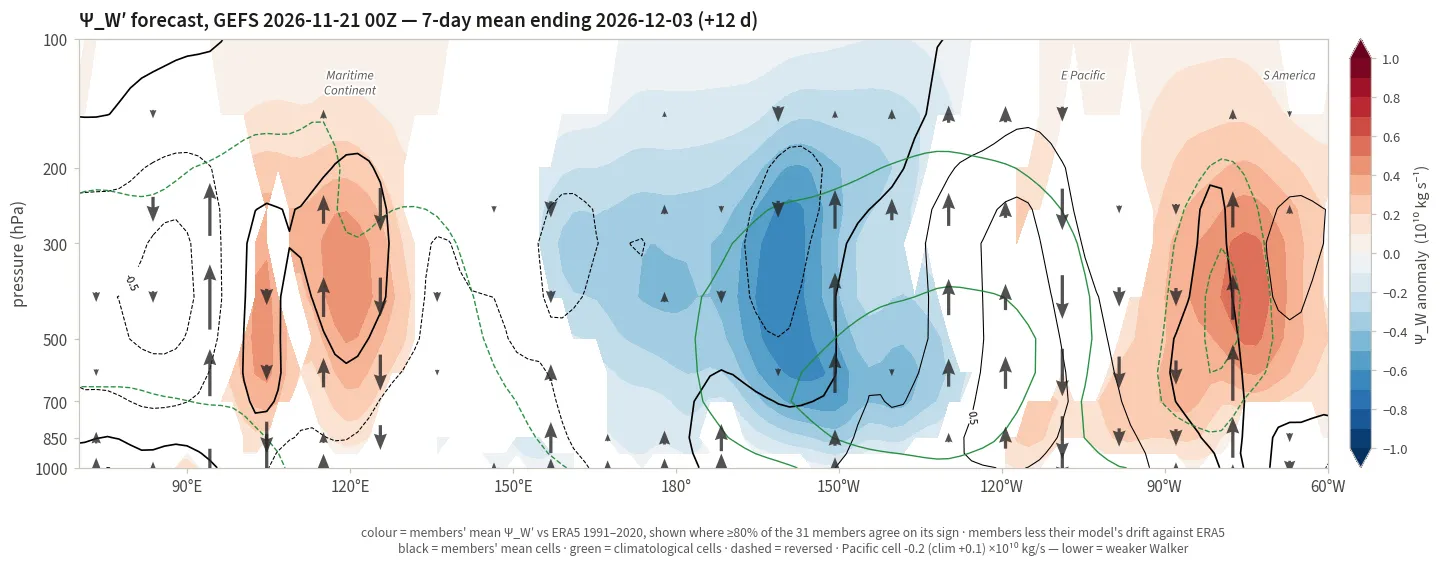 Ψ_W′ forecast, GEFS 2026-11-21 00Z — 7-day mean ending 2026-12-03 (+12 d)
100
200
300
400
500
700
850
1000
pressure (hPa)
Maritime
Continent
E Pacific
S America
-0.5
0.5
90°E
120°E
150°E
180°
150°W
120°W
90°W
60°W
1.0
0.8
0.6
0.4
0.2
0.0
−0.2
−0.4
−0.6
−0.8
−1.0
Ψ_W anomaly (10¹⁰ kg s⁻¹)
colour = members' mean Ψ_W′ vs ERA5 1991–2020, shown where ≥80% of the 31 members agree on its sign · members less their model's drift against ERA5
black = members' mean cells · green = climatological cells · dashed = reversed · Pacific cell -0.2 (clim +0.1) ×10¹⁰ kg/s — lower = weaker Walker